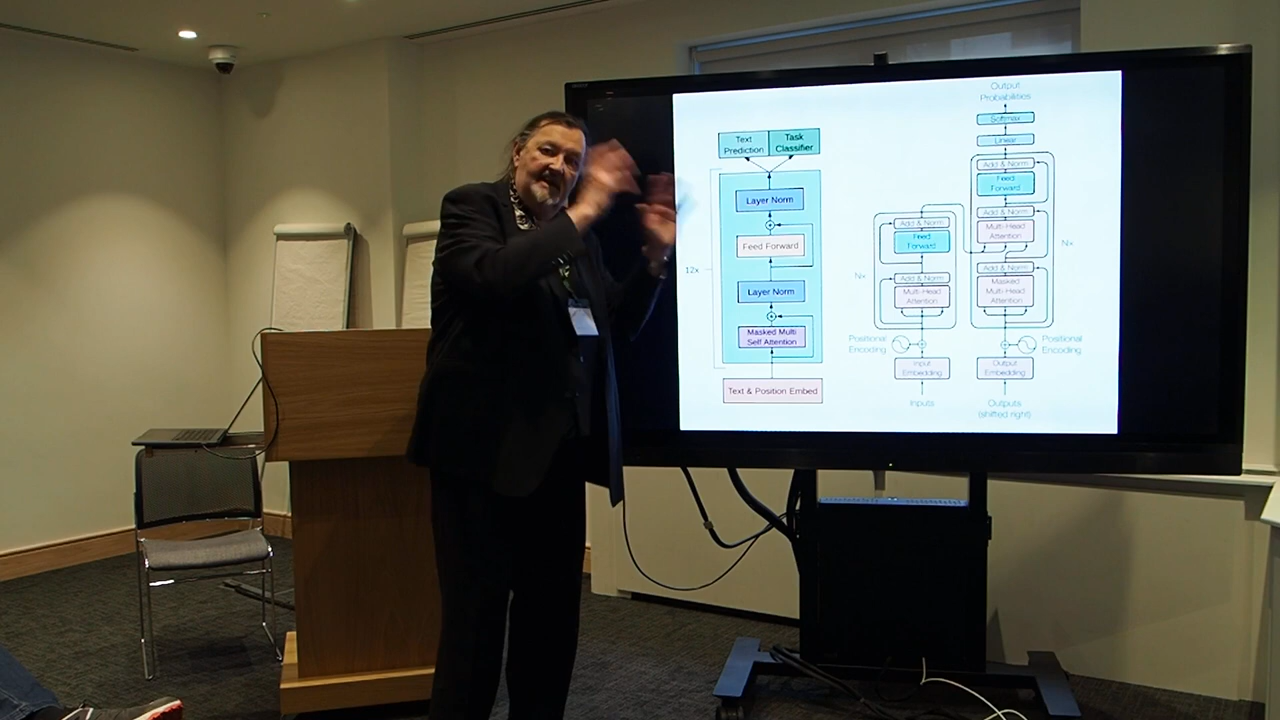 Text
Prediction
Task
Classifier
Layer Norm
Feed Forward
12x
Layer Norm
Masked Multi
Self Attention
Text & Position Embed
Output
Probabilities
Softmax
Linear
Add & Norm
Feed
Forward
Add & Norm
Multi-Head
Attention
Add & Norm
Feed
Forward
Nx
Nx
Add & Norm
Multi-Head
Attention
Add & Norm
Masked
Multi-Head
Attention
Positional
Encoding
Positional
Encoding
Input
Embedding
Output
Embedding
Inputs
Outputs
(shifted right)